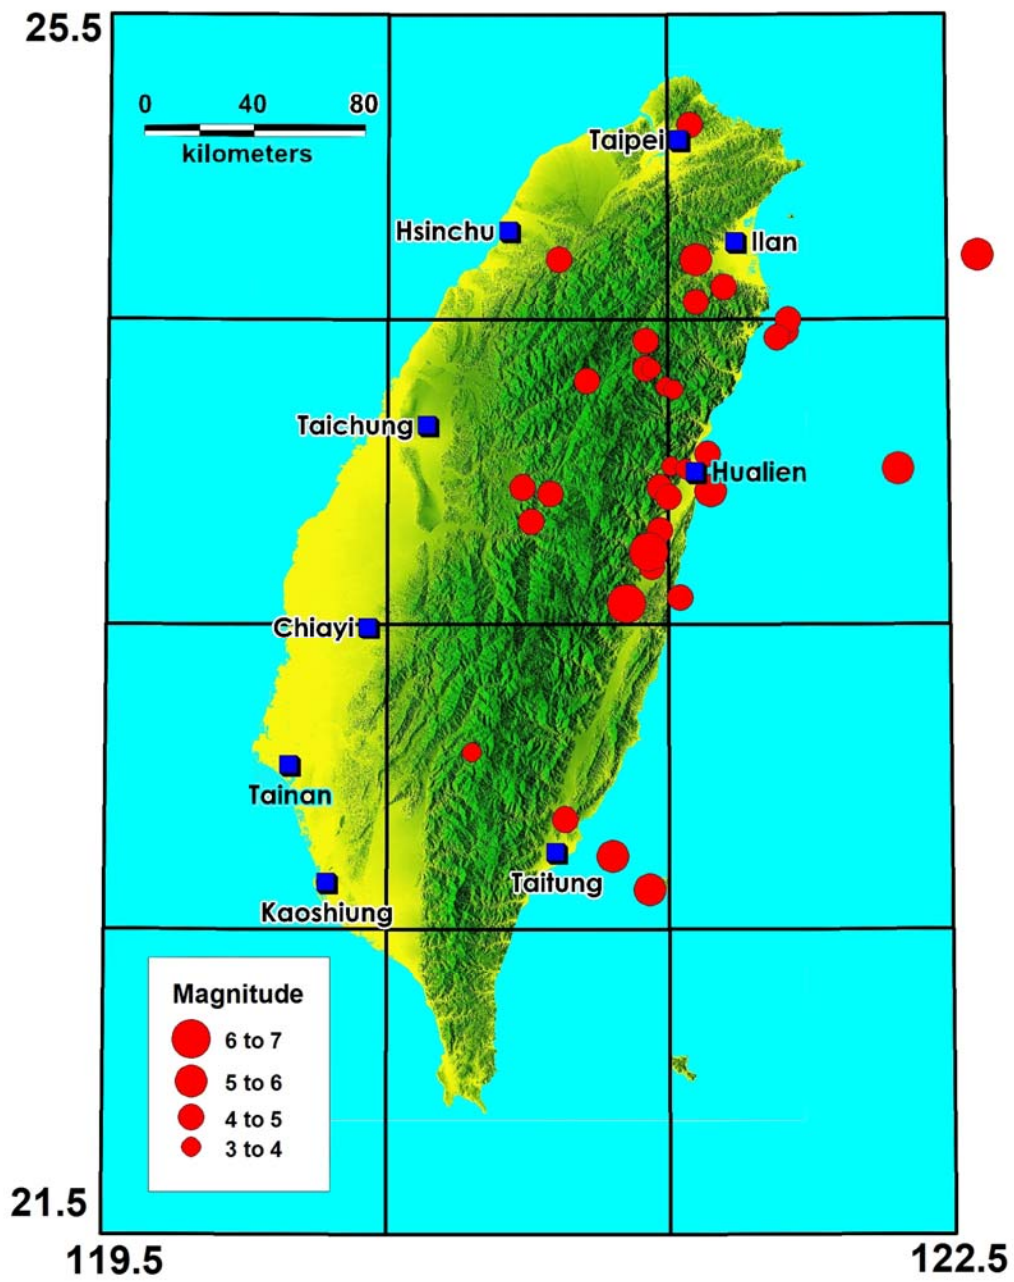 25.5
0 40 80
kilometers
Taipei
Hsinchu
Ilan
Taichung
Hualien
Chiayi
Tainan
Taitung
Kaoshiung
Magnitude
6 to 7
5 to 6
4 to 5
3 to 4
21.5
119.5 122.5